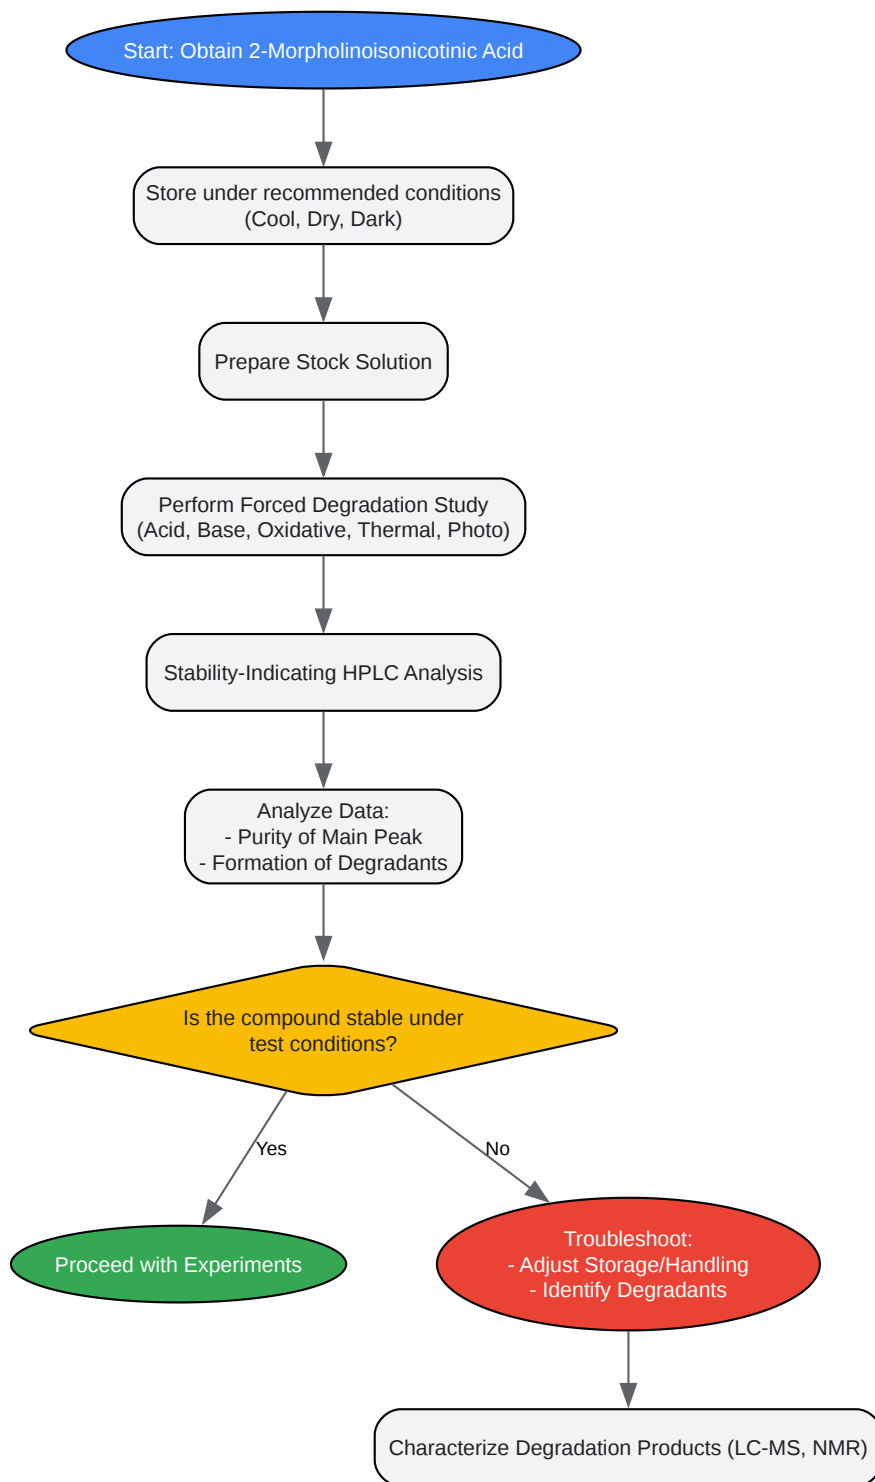 Start: Obtain 2-Morpholinoisonicotinic Acid
Store under recommended conditions
(Cool, Dry, Dark)
Prepare Stock Solution
Perform Forced Degradation Study
(Acid, Base, Oxidative, Thermal, Photo)
Stability-Indicating HPLC Analysis
Analyze Data:
- Purity of Main Peak
- Formation of Degradants
Is the compound stable under
test conditions?
Yes
No
Proceed with Experiments
Troubleshoot:
- Adjust Storage/Handling
- Identify Degradants
Characterize Degradation Products (LC-MS, NMR)